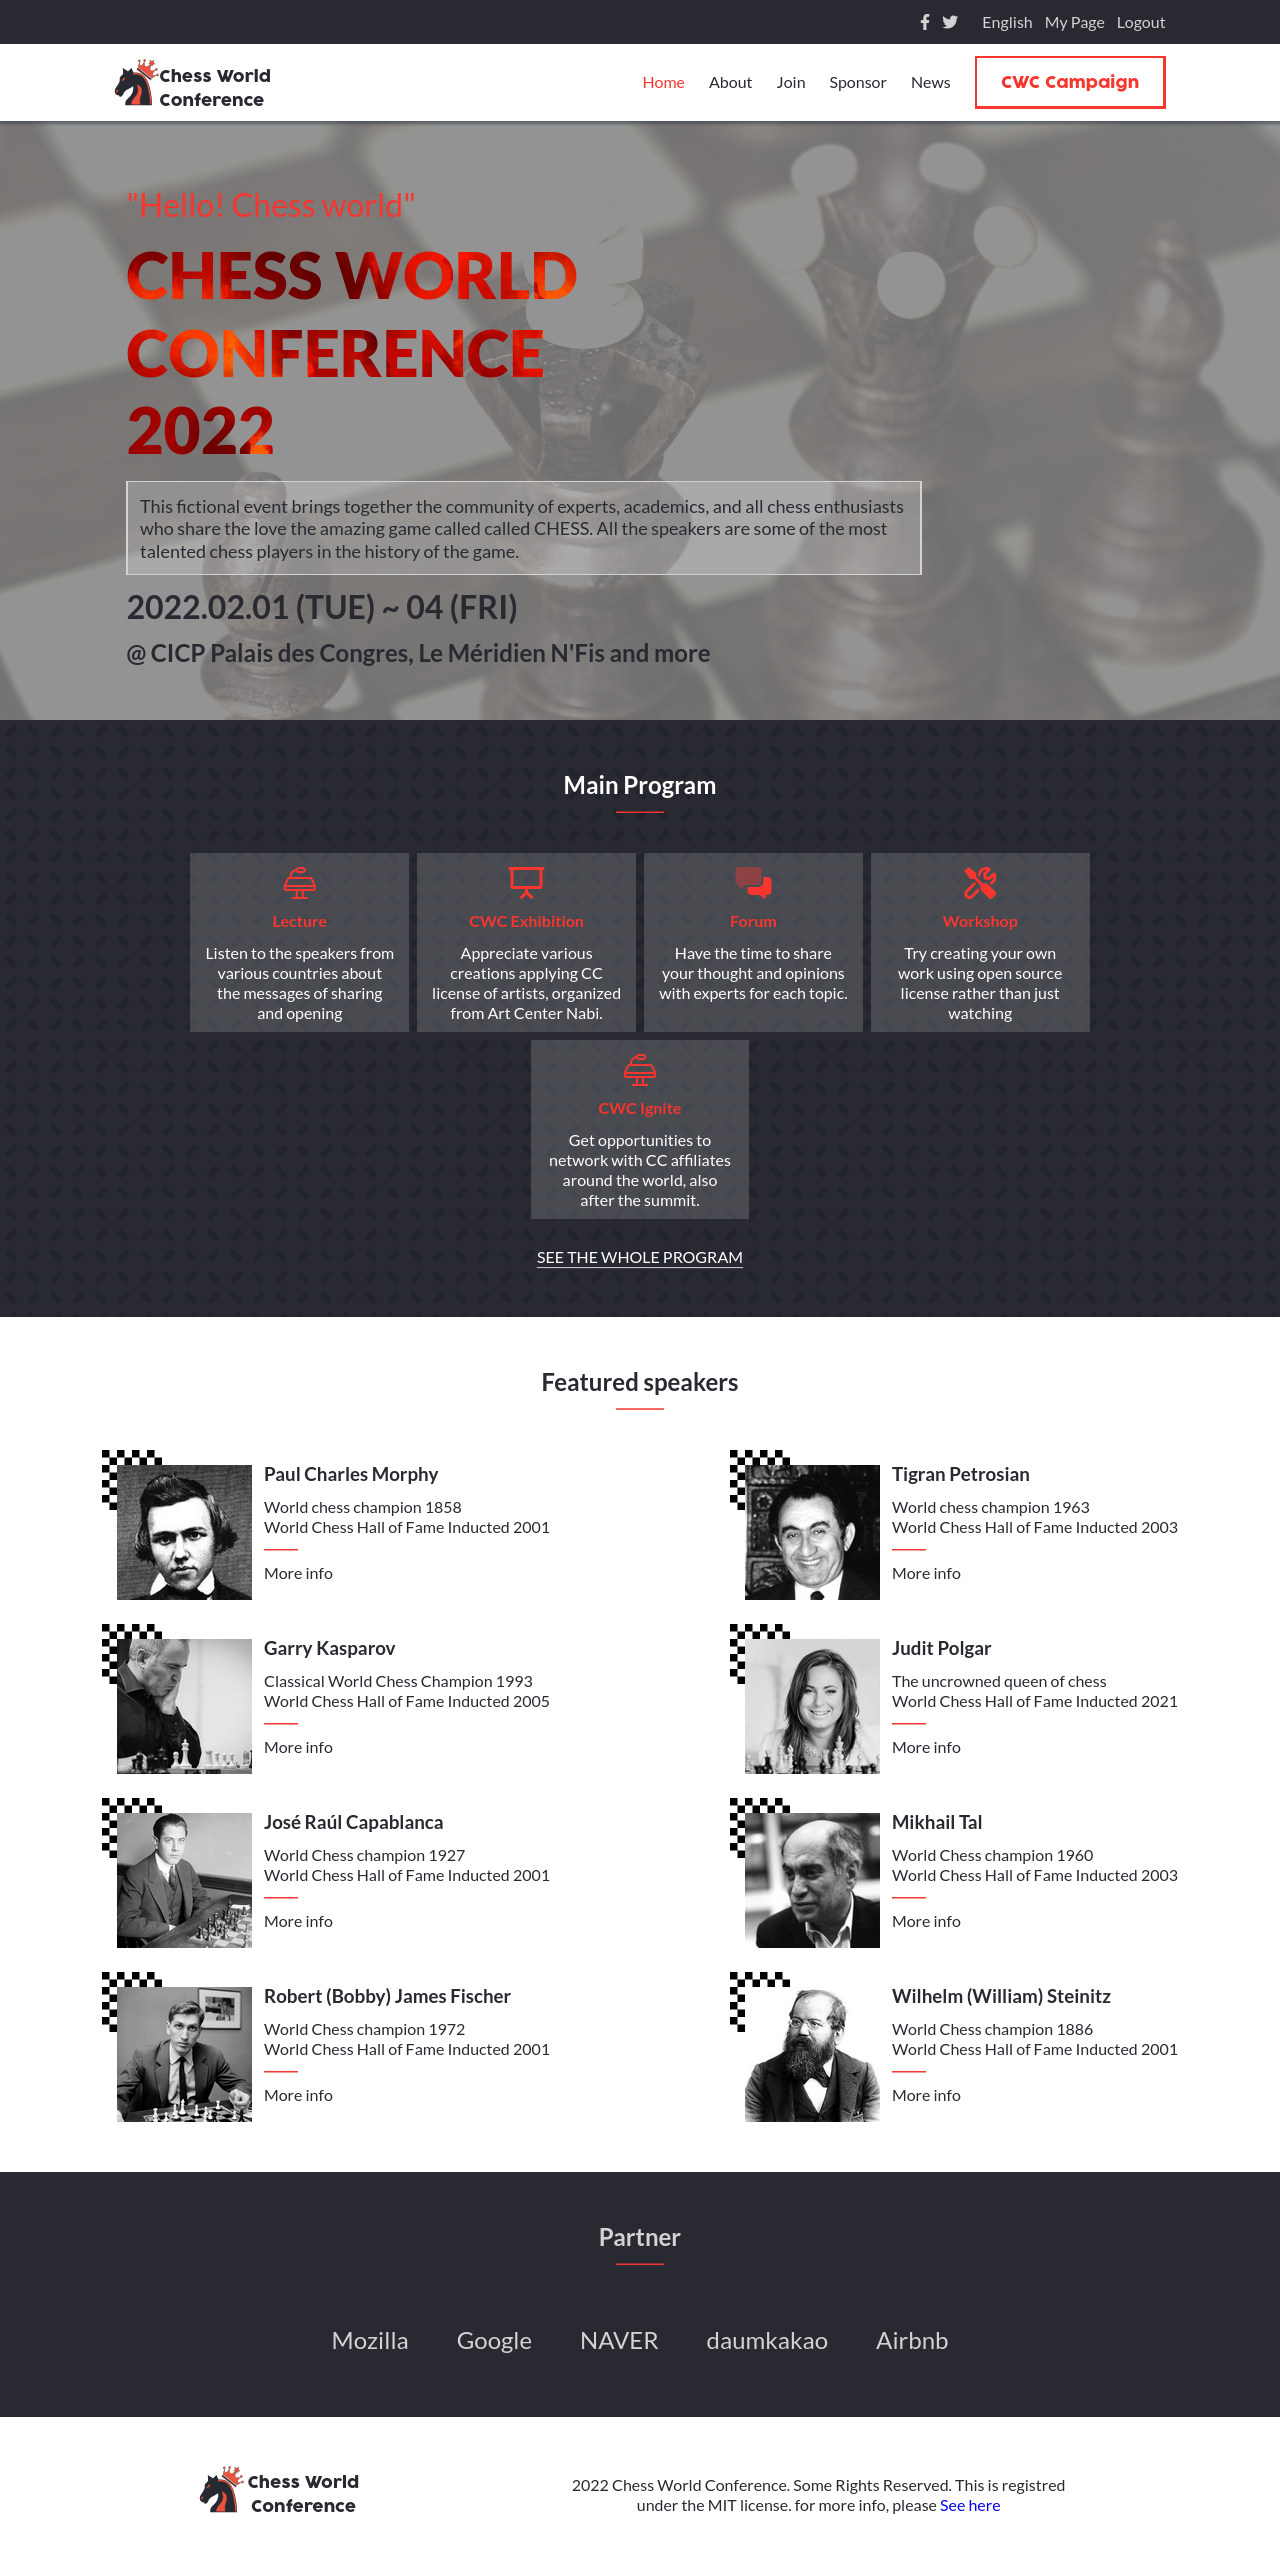 English My Page Logout
Chess World
Conference
Home About Join Sponsor News CWC Campaign
"Hello! Chess world"
CHESS WORLD
CONFERENCE
2022
This fictional event brings together the community of experts, academics, and all chess enthusiasts
who share the love the amazing game called called CHESS. All the speakers are some of the most
talented chess players in the history of the game.
2022.02.01 (TUE) ~ 04 (FRI)
@ CICP Palais des Congres, Le Méridien N'Fis and more
Main Program
Lecture
Listen to the speakers from
various countries about
the messages of sharing
and opening
CWC Exhibition
Appreciate various
creations applying CC
license of artists, organized
from Art Center Nabi.
Forum
Have the time to share
your thought and opinions
with experts for each topic.
Workshop
Try creating your own
work using open source
license rather than just
watching
CWC Ignite
Get opportunities to
network with CC affiliates
around the world, also
after the summit.
SEE THE WHOLE PROGRAM
Featured speakers
Paul Charles Morphy
World chess champion 1858
World Chess Hall of Fame Inducted 2001
More info
Tigran Petrosian
World chess champion 1963
World Chess Hall of Fame Inducted 2003
More info
Garry Kasparov
Classical World Chess Champion 1993
World Chess Hall of Fame Inducted 2005
More info
Judit Polgar
The uncrowned queen of chess
World Chess Hall of Fame Inducted 2021
More info
José Raúl Capablanca
World Chess champion 1927
World Chess Hall of Fame Inducted 2001
More info
Mikhail Tal
World Chess champion 1960
World Chess Hall of Fame Inducted 2003
More info
Robert (Bobby) James Fischer
World Chess champion 1972
World Chess Hall of Fame Inducted 2001
More info
Wilhelm (William) Steinitz
World Chess champion 1886
World Chess Hall of Fame Inducted 2001
More info
Partner
Mozilla Google NAVER daumkakao Airbnb
Chess World
Conference
2022 Chess World Conference. Some Rights Reserved. This is registred
under the MIT license. for more info, please See here